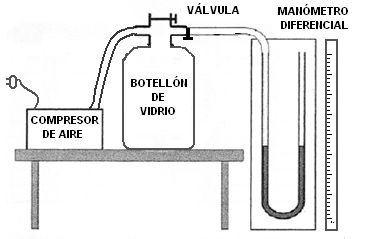 VÁLVULA
MANÓMETRO
DIFERENCIAL
BOTELLÓN
DE
VIDRIO
COMPRESOR
DE AIRE